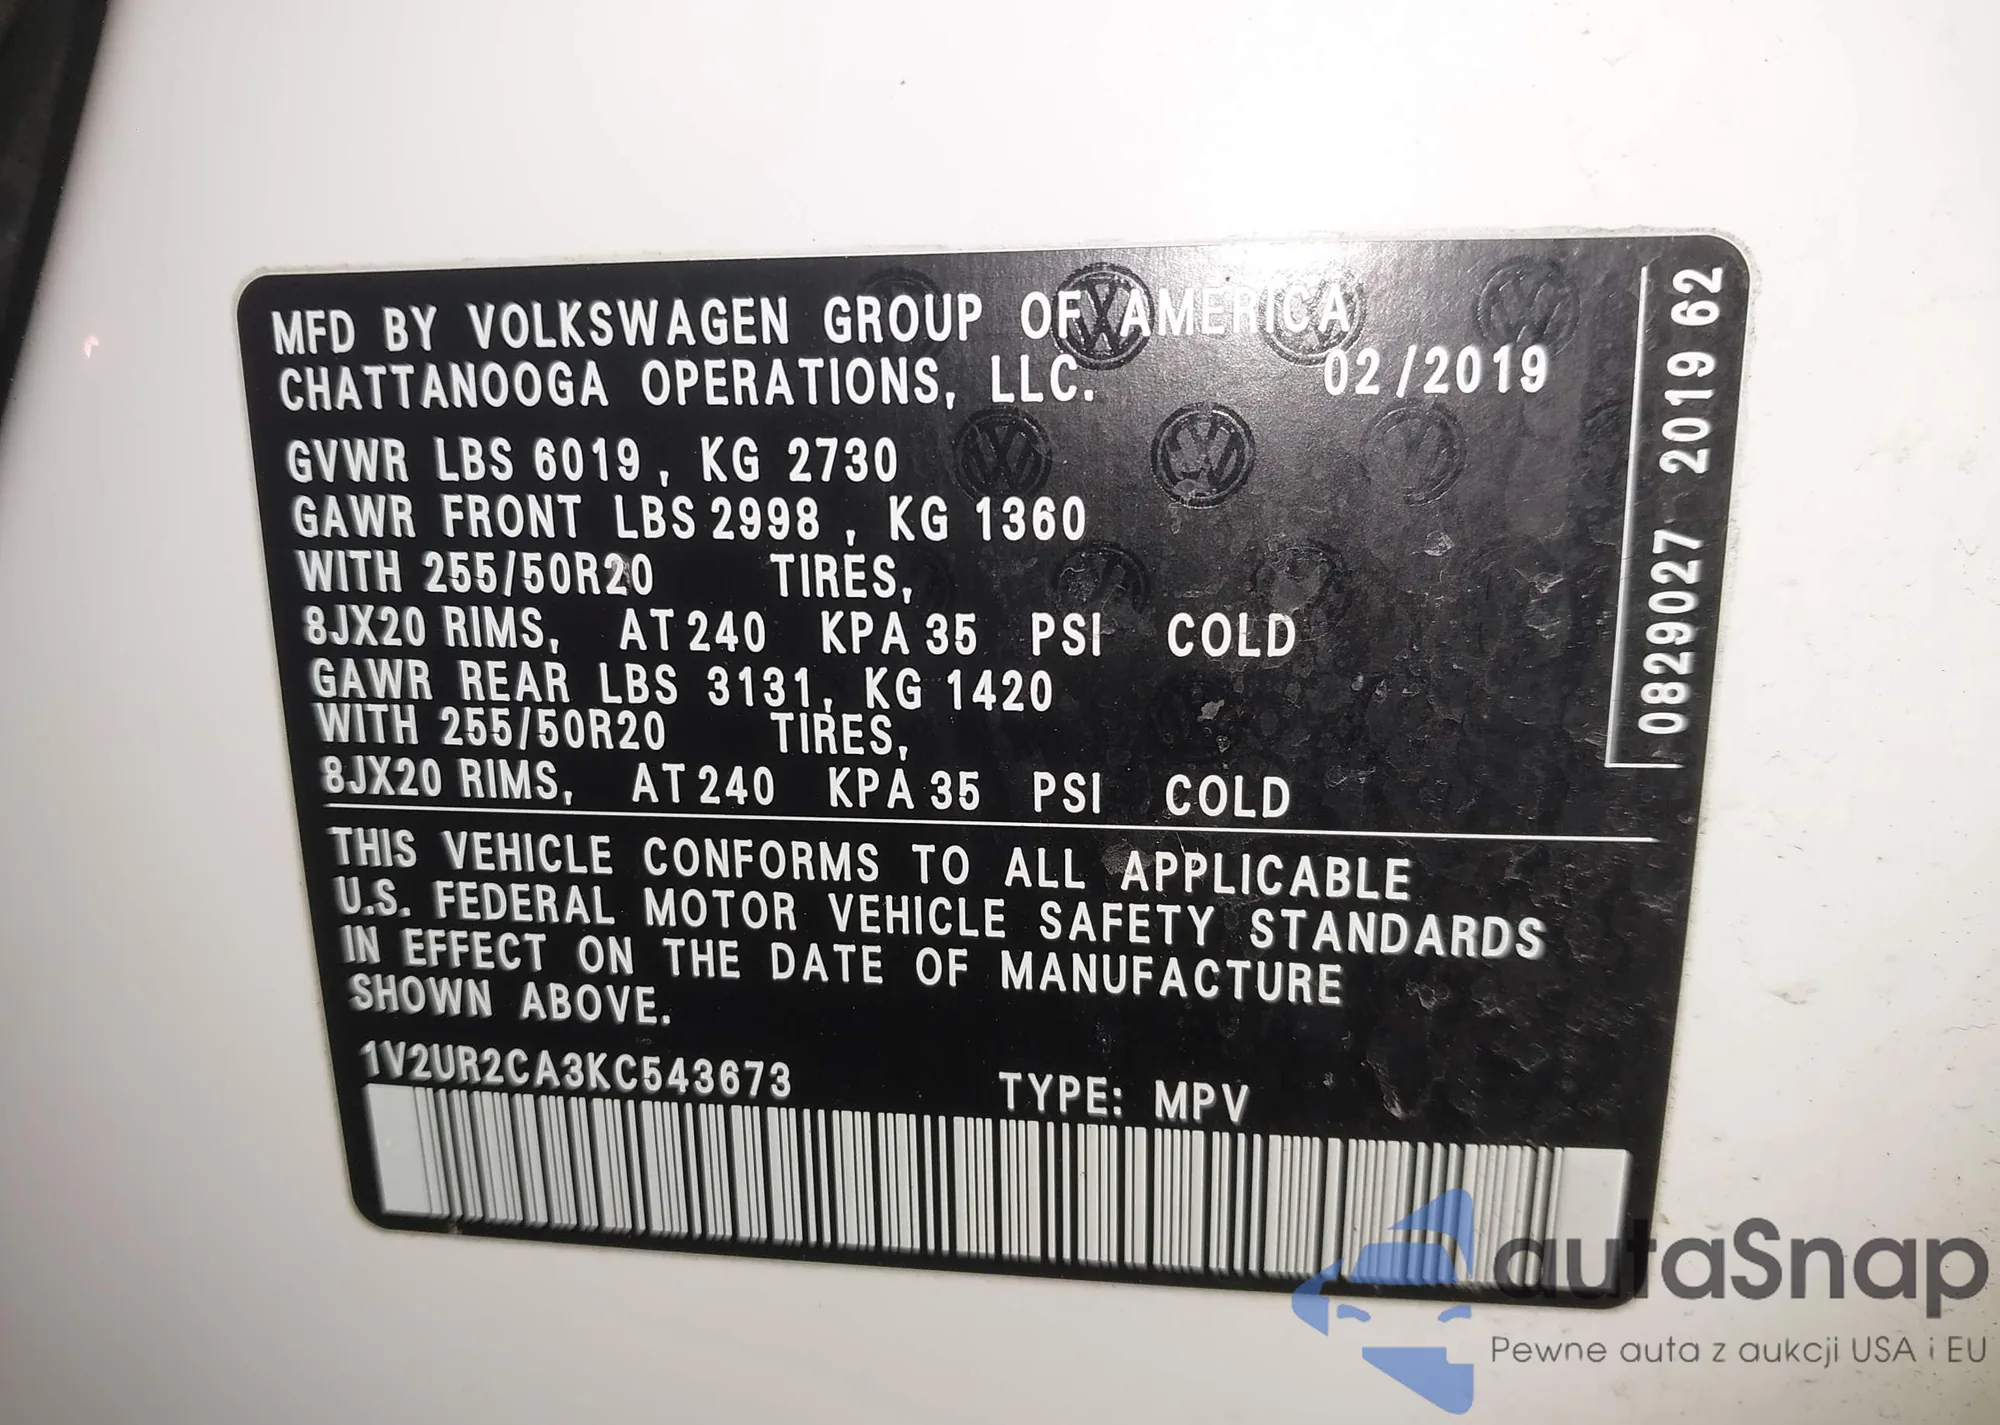 MFD BY VOLKSWAGEN GROUP OF AMERICA
CHATTANOOGA OPERATIONS, LLC. 02/2019
GVWR LBS 6019, KG 2730
GAWR FRONT LBS 2998, KG 1360
WITH 255/50R20 TIRES,
8JX20 RIMS, AT 240 KPA 35 PSI COLD
GAWR REAR LBS 3131, KG 1420
WITH 255/50R20 TIRES,
8JX20 RIMS, AT 240 KPA 35 PSI COLD
THIS VEHICLE CONFORMS TO ALL APPLICABLE
U.S. FEDERAL MOTOR VEHICLE SAFETY STANDARDS
IN EFFECT ON THE DATE OF MANUFACTURE
SHOWN ABOVE.
1V2UR2CA3KC543673 TYPE: MPV
0829027 2019 62
autaSnap
Pewne auta z aukcji USA i EU